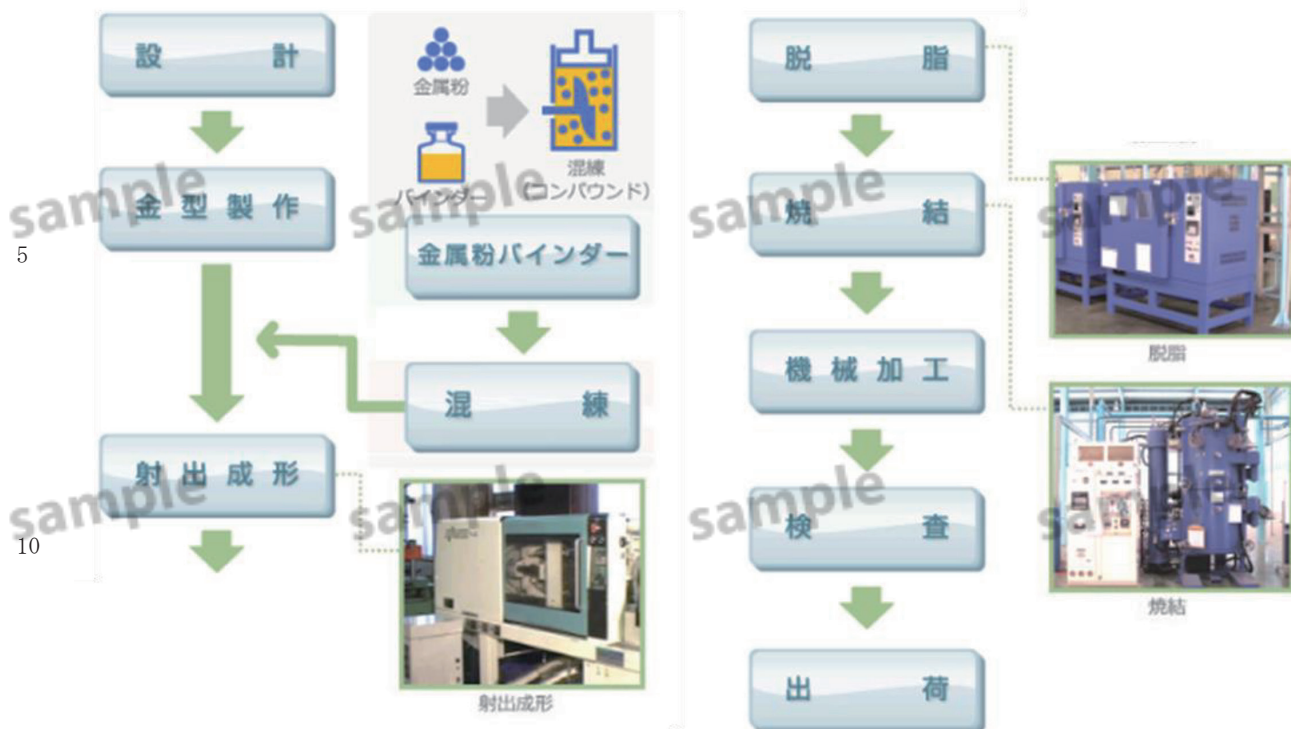 設計
金型製作
射出成形
金属粉
バインダー
混練
(コンパウンド)
金属粉バインダー
混練
射出成形
脱脂
焼結
機械加工
検査
出荷
脱脂
焼結
5
10
sample
sample
sample
sample
sample
sample
sample
sample